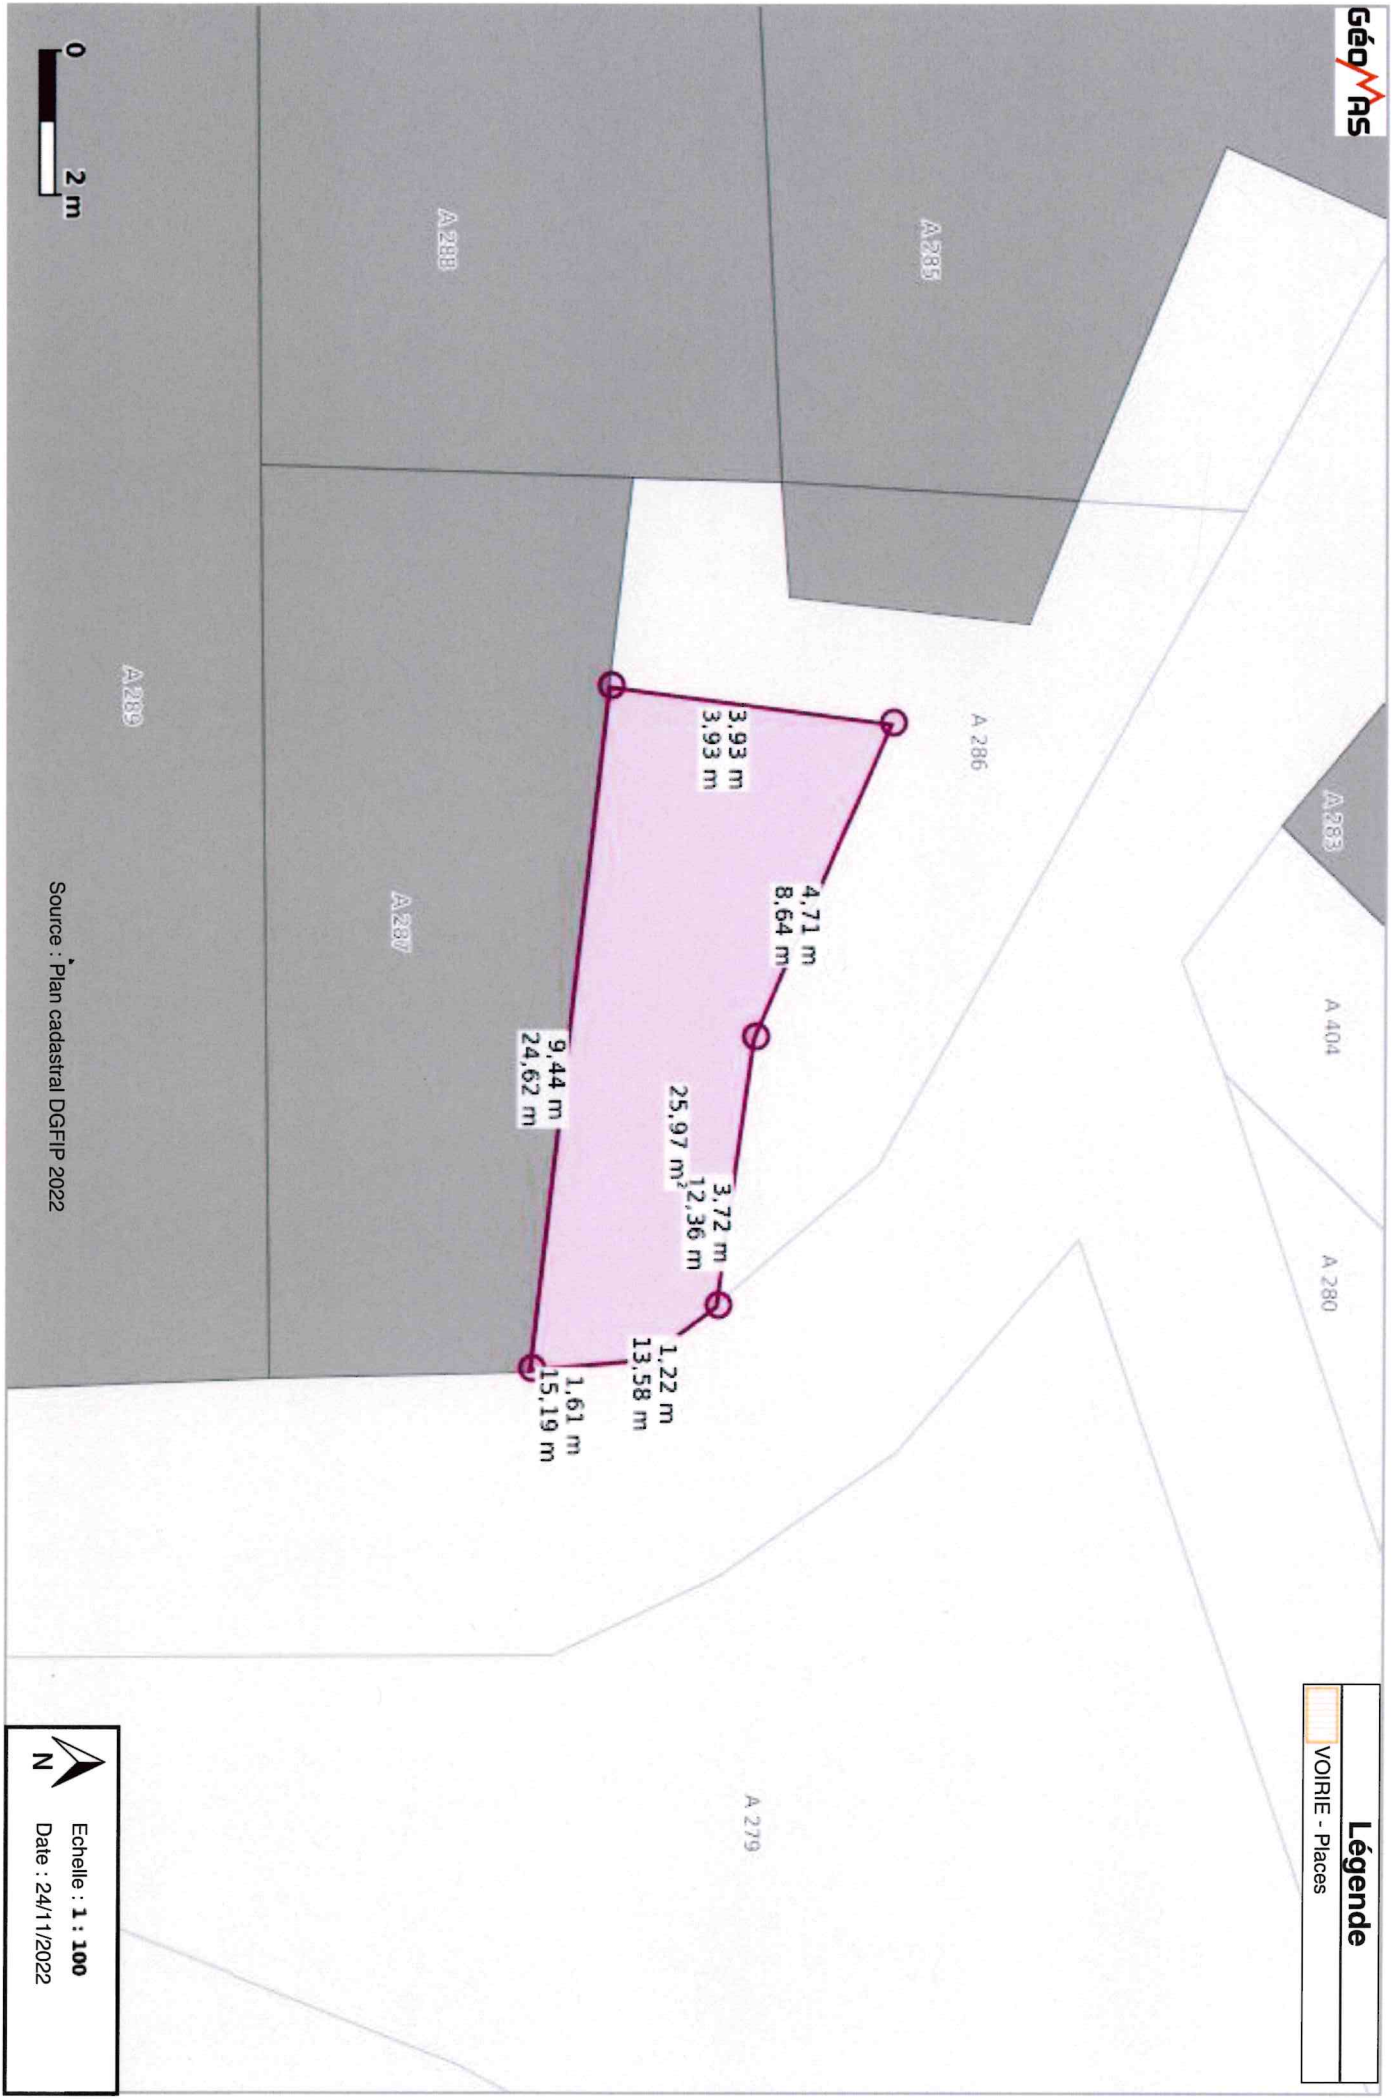 GéoMAS
Légende
VOIRIE - Places
A 283
A 404
A 280
A 285
A 286
A 279
3,93 m
3,93 m
4,71 m
8,64 m
3,72 m
12,36 m
25,97 m²
1,22 m
13,58 m
1,61 m
15,19 m
9,44 m
24,62 m
A 288
A 287
A 289
0 2 m
Source : Plan cadastral DGFIP 2022
N
Echelle : 1 : 100
Date : 24/11/2022